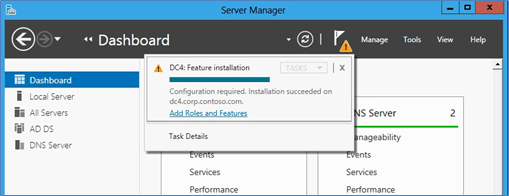 Server Manager
Dashboard
Manage Tools View Help
DC4: Feature installation
TASKS
X
Configuration required. Installation succeeded on
dc4.corp.contoso.com.
Add Roles and Features
Task Details
Dashboard
Local Server
All Servers
AD DS
DNS Server
Events
Services
Performance
NS Server 2
anageability
Events
Services
Performance